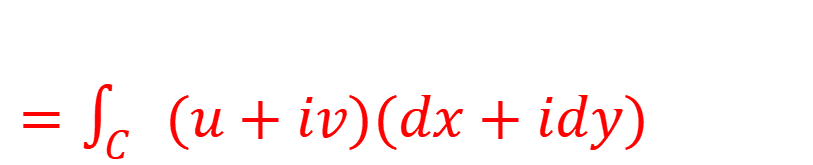 = ∫_C (u + iv)(dx + idy)